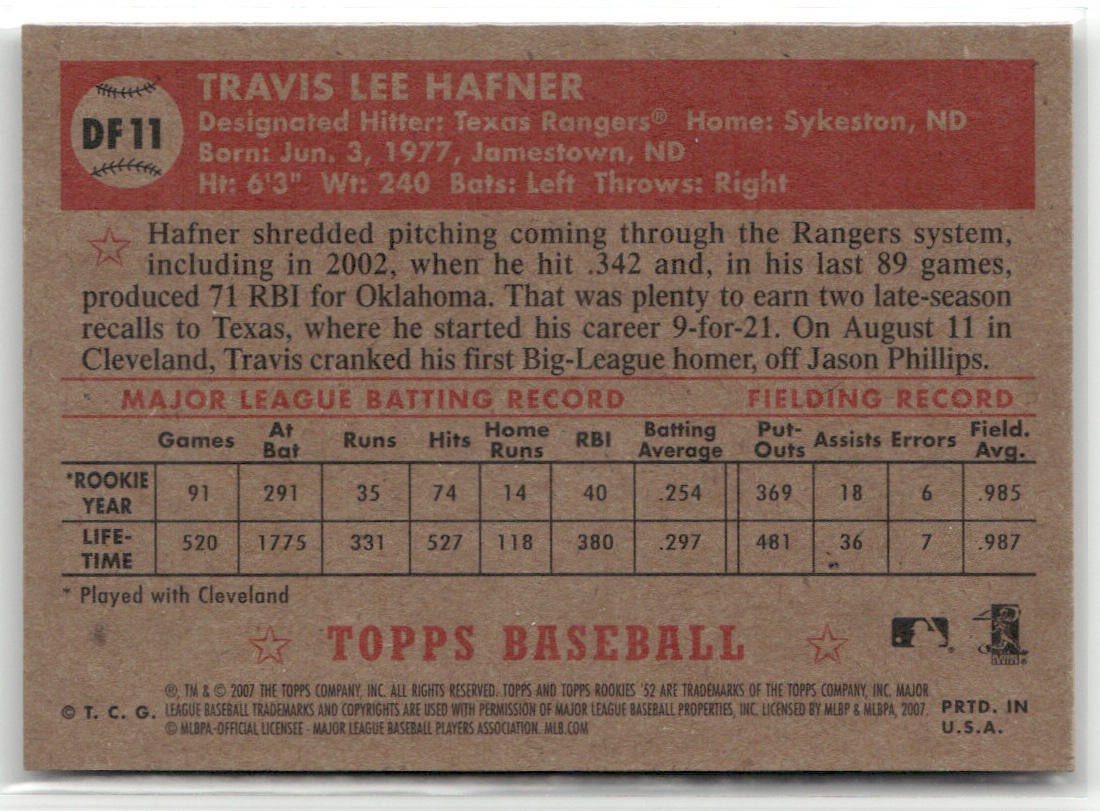 DF11
TRAVIS LEE HAFNER
Designated Hitter: Texas Rangers® Home: Sykeston, ND
Born: Jun. 3, 1977, Jamestown, ND
Ht: 6'3" Wt: 240 Bats: Left Throws: Right
Hafner shredded pitching coming through the Rangers system,
including in 2002, when he hit .342 and, in his last 89 games,
produced 71 RBI for Oklahoma. That was plenty to earn two late-season
recalls to Texas, where he started his career 9-for-21. On August 11 in
Cleveland, Travis cranked his first Big-League homer, off Jason Phillips.
MAJOR LEAGUE BATTING RECORD FIELDING RECORD
Games At Bat Runs Hits Home Runs RBI Batting Average Put-Outs Assists Errors Field. Avg.
*ROOKIE YEAR 91 291 35 74 14 40 .254 369 18 6 .985
LIFE-TIME 520 1775 331 527 118 380 .297 481 36 7 .987
* Played with Cleveland
TOPPS BASEBALL
®, TM & © 2007 THE TOPPS COMPANY, INC. ALL RIGHTS RESERVED. TOPPS AND TOPPS ROOKIES '52 ARE TRADEMARKS OF THE TOPPS COMPANY, INC. MAJOR
© T. C. G. LEAGUE BASEBALL TRADEMARKS AND COPYRIGHTS ARE USED WITH PERMISSION OF MAJOR LEAGUE BASEBALL PROPERTIES, INC. LICENSED BY MLBP & MLBPA, 2007. PRTD. IN
© MLBPA-OFFICIAL LICENSEE - MAJOR LEAGUE BASEBALL PLAYERS ASSOCIATION. MLB.COM U.S.A.